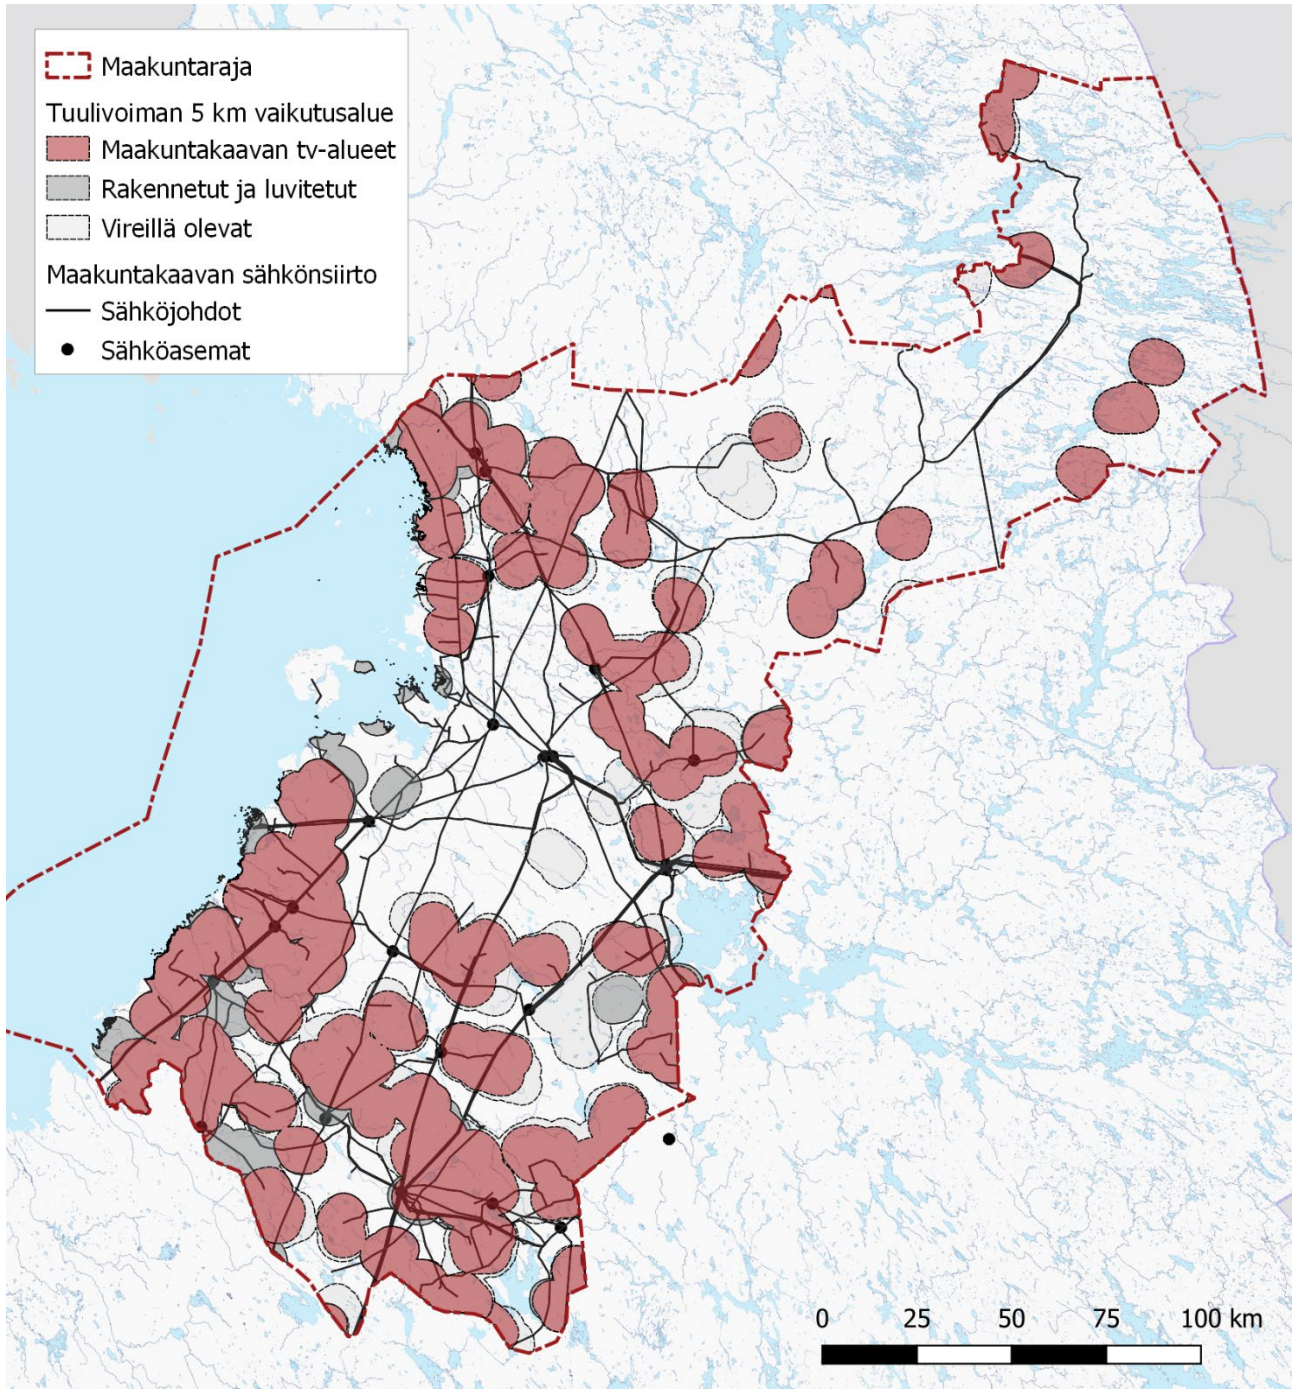 Maakuntaraja
Tuulivoiman 5 km vaikutusalue
Maakuntakaavan tv-alueet
Rakennetut ja luvitetut
Vireillä olevat
Maakuntakaavan sähkönsiirto
Sähköjohdot
Sähköasemat
0 25 50 75 100 km